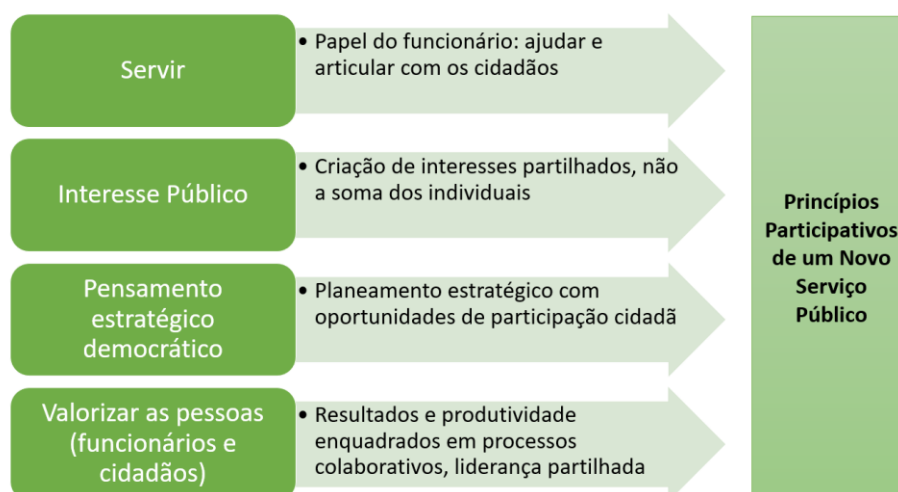 Servir
• Papel do funcionário: ajudar e
articular com os cidadãos
Interesse Público
• Criação de interesses partilhados, não
a soma dos individuais
Pensamento
estratégico
democrático
• Planeamento estratégico com
oportunidades de participação cidadã
Valorizar as pessoas
(funcionários e
cidadãos)
• Resultados e produtividade
enquadrados em processos
colaborativos, liderança partilhada
Princípios
Participativos
de um Novo
Serviço
Público